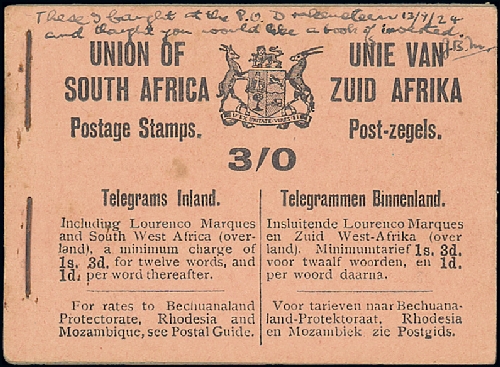 These I bought at the P.O. D 12/9/24
and thought you would like a book of inverted.
H.B.M.
UNION OF
SOUTH AFRICA
Postage Stamps.
UNIE VAN
ZUID AFRIKA
Post-zegels.
3/0
Telegrams Inland.
Including Lourenco Marques
and South West Africa (over-
land), a minimum charge of
1s. 3d. for twelve words, and
1d. per word thereafter.
For rates to Bechuanaland
Protectorate, Rhodesia and
Mozambique, see Postal Guide.
Telegrammen Binnenland.
Insluitende Lourenco Marques
en Zuid West-Afrika (over
land). Minimumtarief 1s. 3d.
voor twaalf woorden, en 1d.
per woord daarna.
Voor tarieven naar Bechuana-
land-Protektoraat, Rhodesia
en Mozambiek zie Postgids.